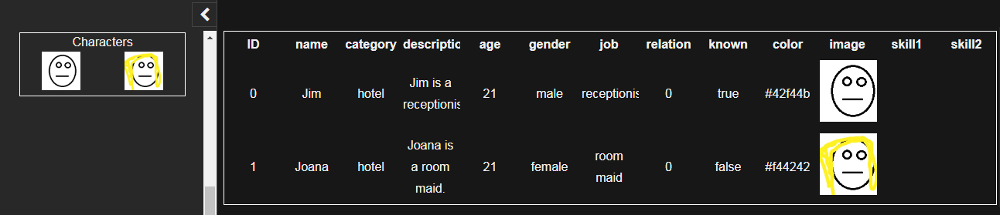 Characters
ID name category descriptio age gender job relation known color image skill1 skill2
0 Jim hotel Jim is a receptionis 21 male receptionis 0 true #42f44b
1 Joana hotel Joana is a room maid. 21 female room maid 0 false #f44242